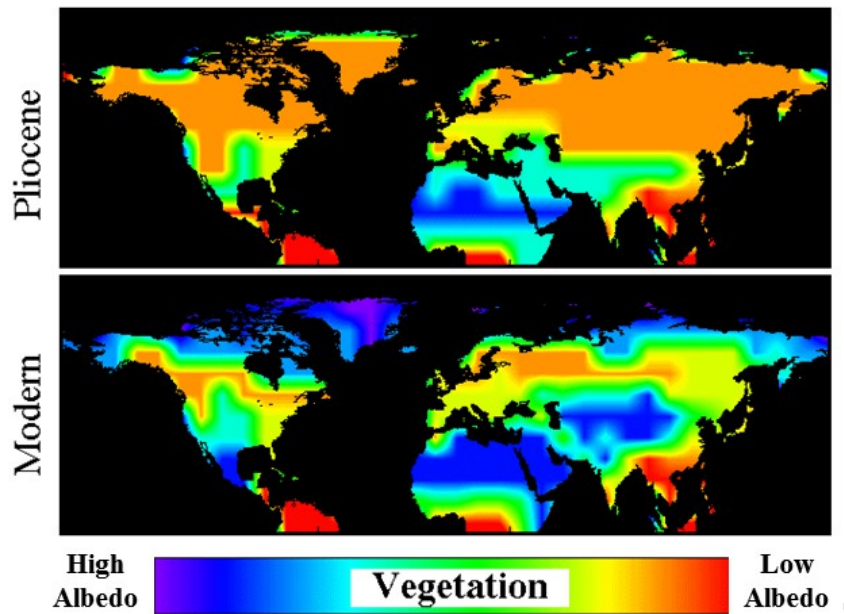 Pliocene
Modern
High
Albedo
Vegetation
Low
Albedo